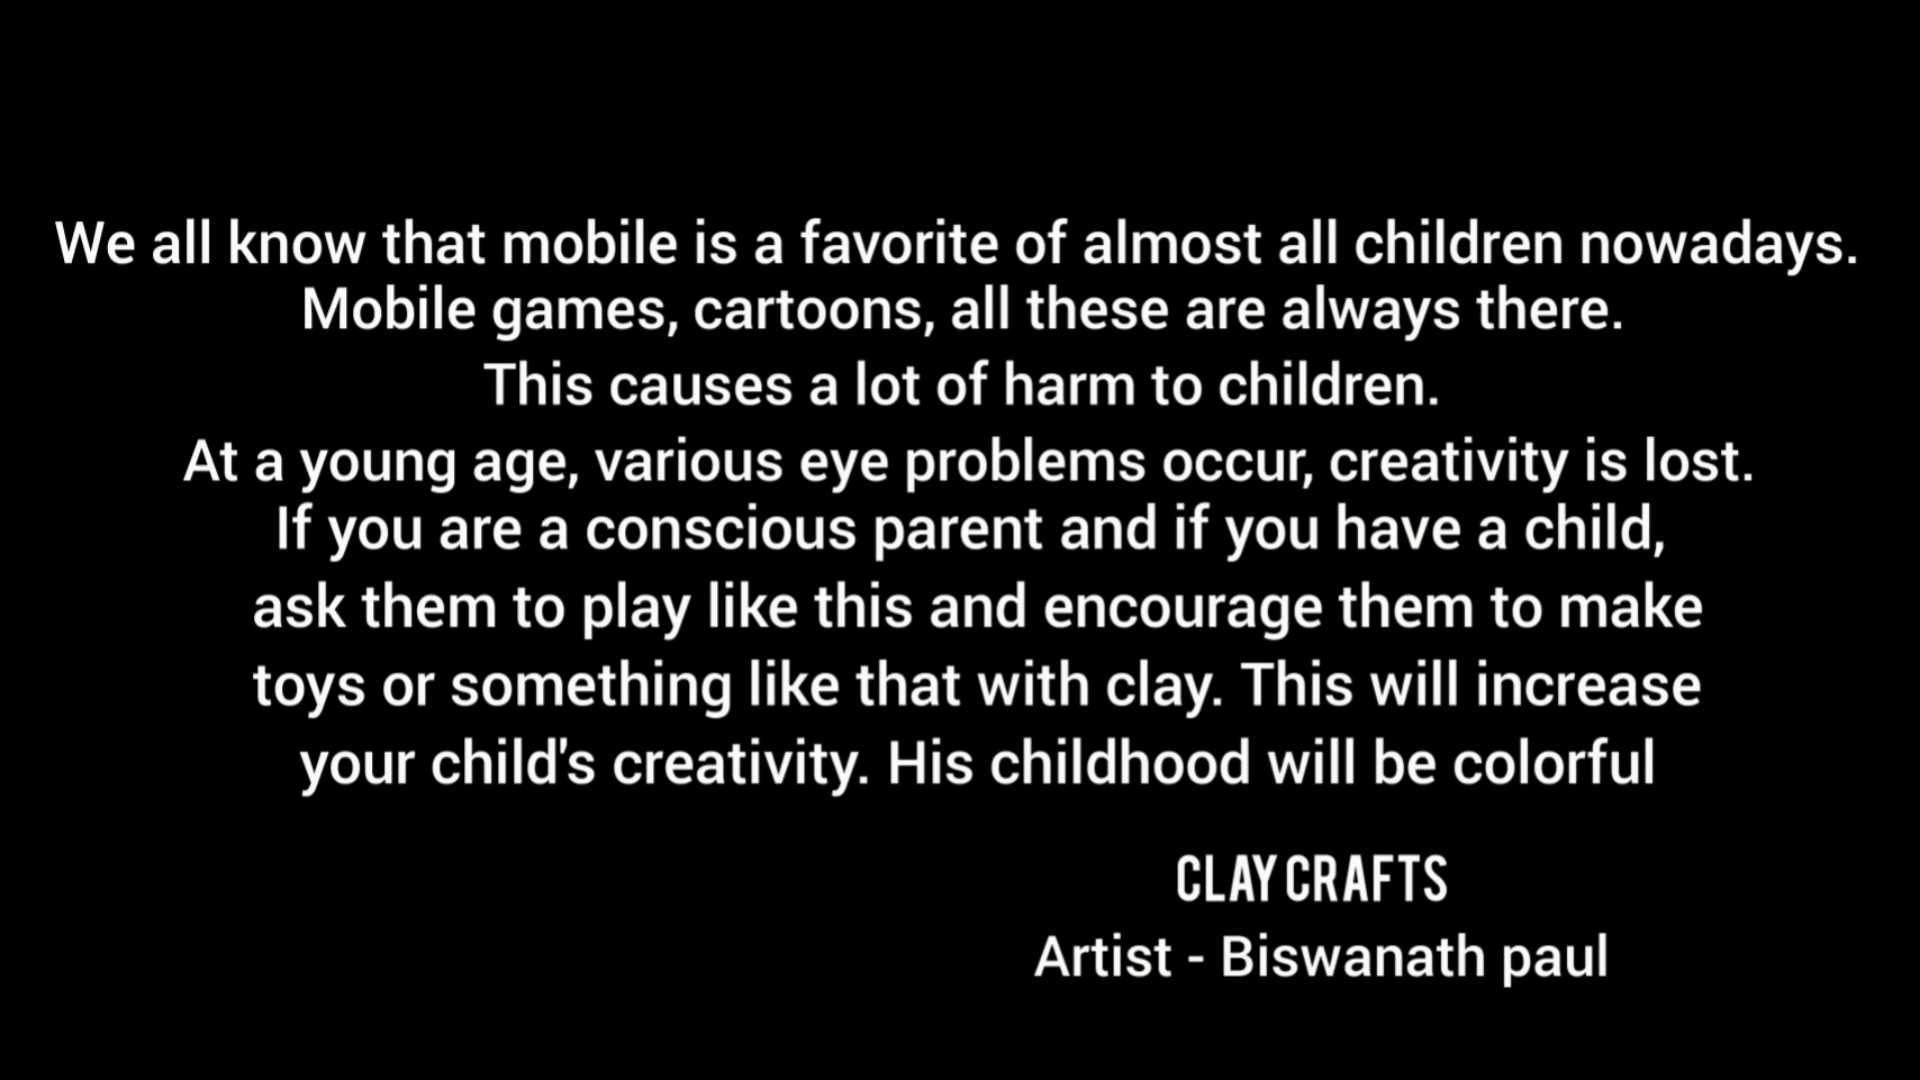 We all know that mobile is a favorite of almost all children nowadays.
Mobile games, cartoons, all these are always there.
This causes a lot of harm to children.
At a young age, various eye problems occur, creativity is lost.
If you are a conscious parent and if you have a child,
ask them to play like this and encourage them to make
toys or something like that with clay. This will increase
your child's creativity. His childhood will be colorful
CLAY CRAFTS
Artist - Biswanath paul